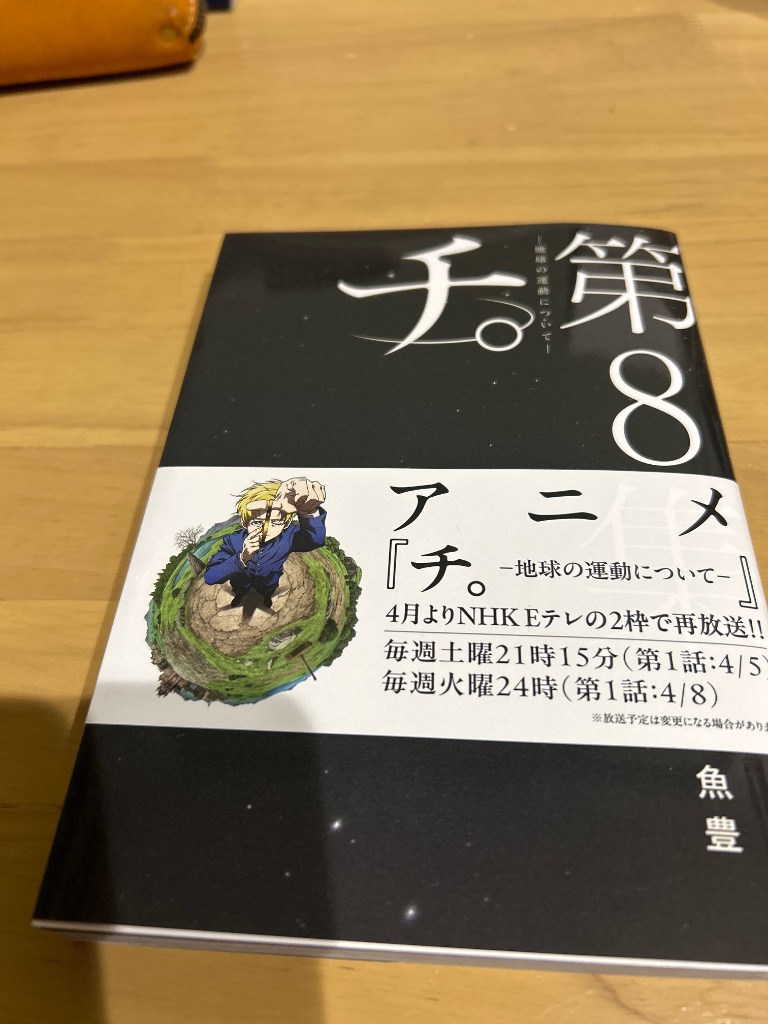 第8集
チ。
―地球の運動について―
アニメ
『チ。―地球の運動について―』
4月よりNHK Eテレの2枠で再放送!!
毎週土曜21時15分(第1話:4/5)
毎週火曜24時(第1話:4/8)
※放送予定は変更になる場合があります
魚豊